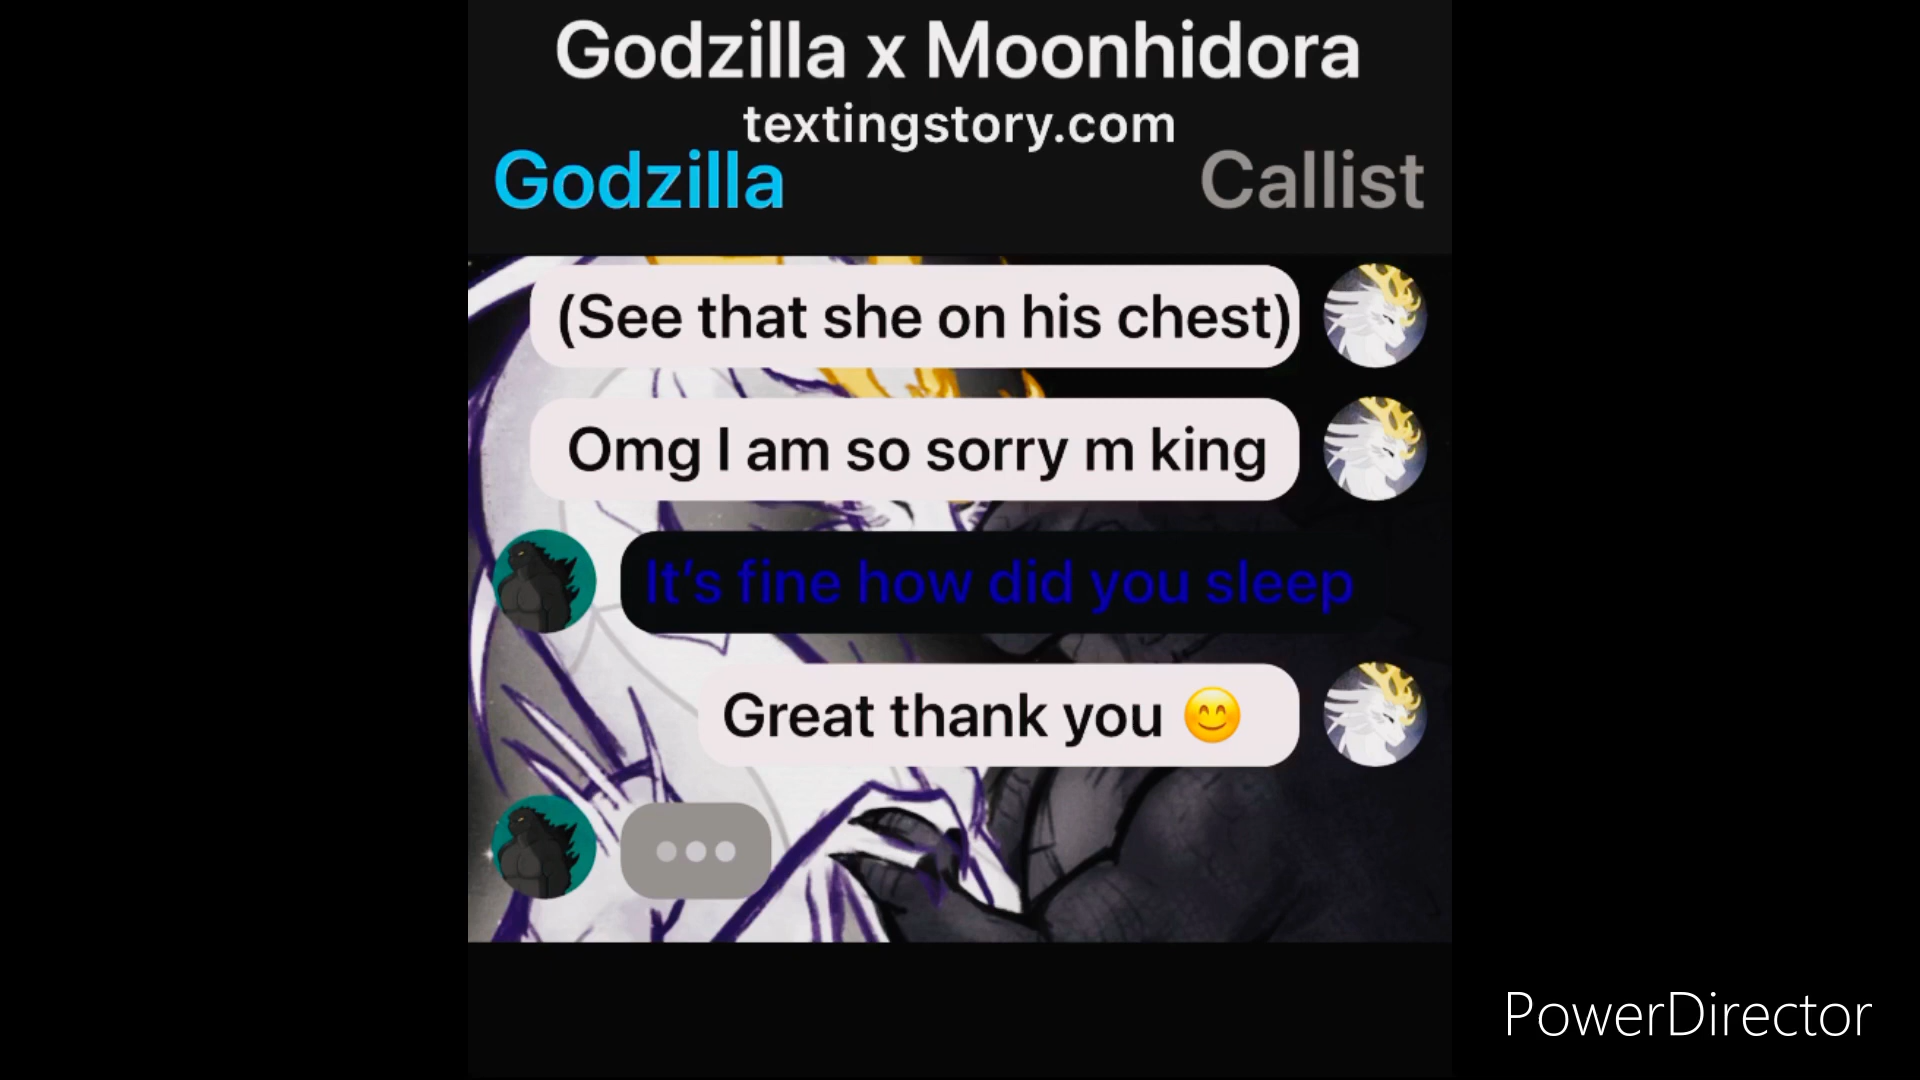 Godzilla x Moonhidora
textingstory.com
Godzilla
Callist
(See that she on his chest)
Omg I am so sorry m king
It's fine how did you sleep
Great thank you 😊
PowerDirector